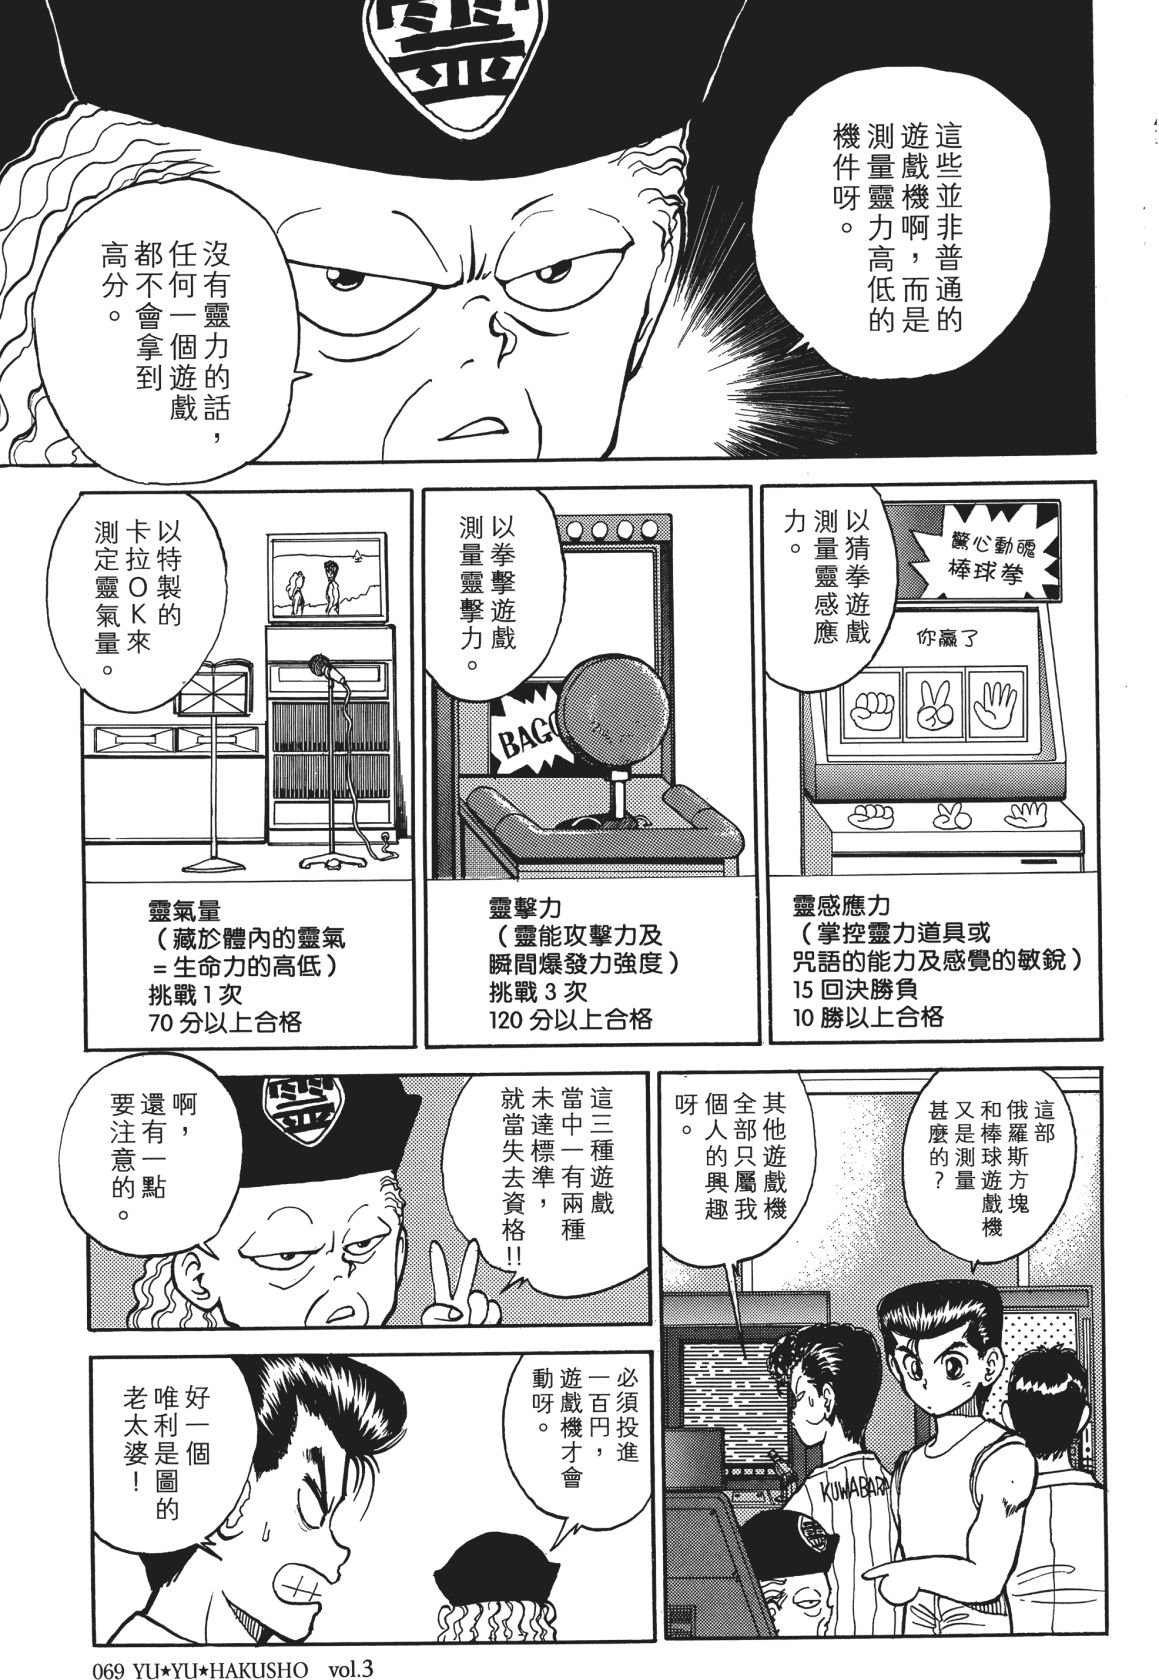 靈
這些並非普通的
遊戲機啊，而是
測量靈力高低的
機件呀。
沒有靈力的話，
任何一個遊戲
都不會拿到
高分。
以猜拳遊戲
測量靈感應
力。
驚心動魄
棒球拳
你贏了
靈感應力
（掌控靈力道具或
咒語的能力及感覺的敏銳）
15回決勝負
10勝以上合格
以拳擊遊戲
測量靈擊力。
BAGO
靈擊力
（靈能攻擊力及
瞬間爆發力強度）
挑戰3次
120分以上合格
以特製的
卡拉OK來
測定靈氣量。
靈氣量
（藏於體內的靈氣
=生命力的高低）
挑戰1次
70分以上合格
這部
俄羅斯方塊
和棒球遊戲機
又是測量
甚麼的？
其他遊戲機
全部只屬我
個人的興趣
呀。
KUWABARA
靈
這三種遊戲
當中一有兩種
未達標準，
就當失去資格!!
靈
啊，
還有一點
要注意的。
必須投進
一百円，
遊戲機才會
動呀。
好一個
唯利是圖的
老太婆！
069 YU★YU★HAKUSHO vol.3